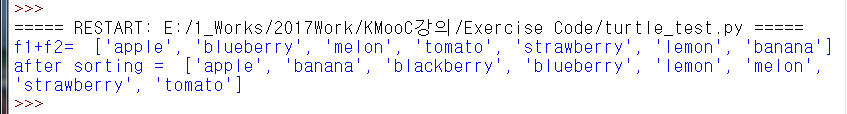 >>>
===== RESTART: E:/1_Works/2017Work/KMooC강의/Exercise Code/turtle_test.py =====
f1+f2=  ['apple', 'blueberry', 'melon', 'tomato', 'strawberry', 'lemon', 'banana']
after sorting =  ['apple', 'banana', 'blackberry', 'blueberry', 'lemon', 'melon',
'strawberry', 'tomato']
>>>